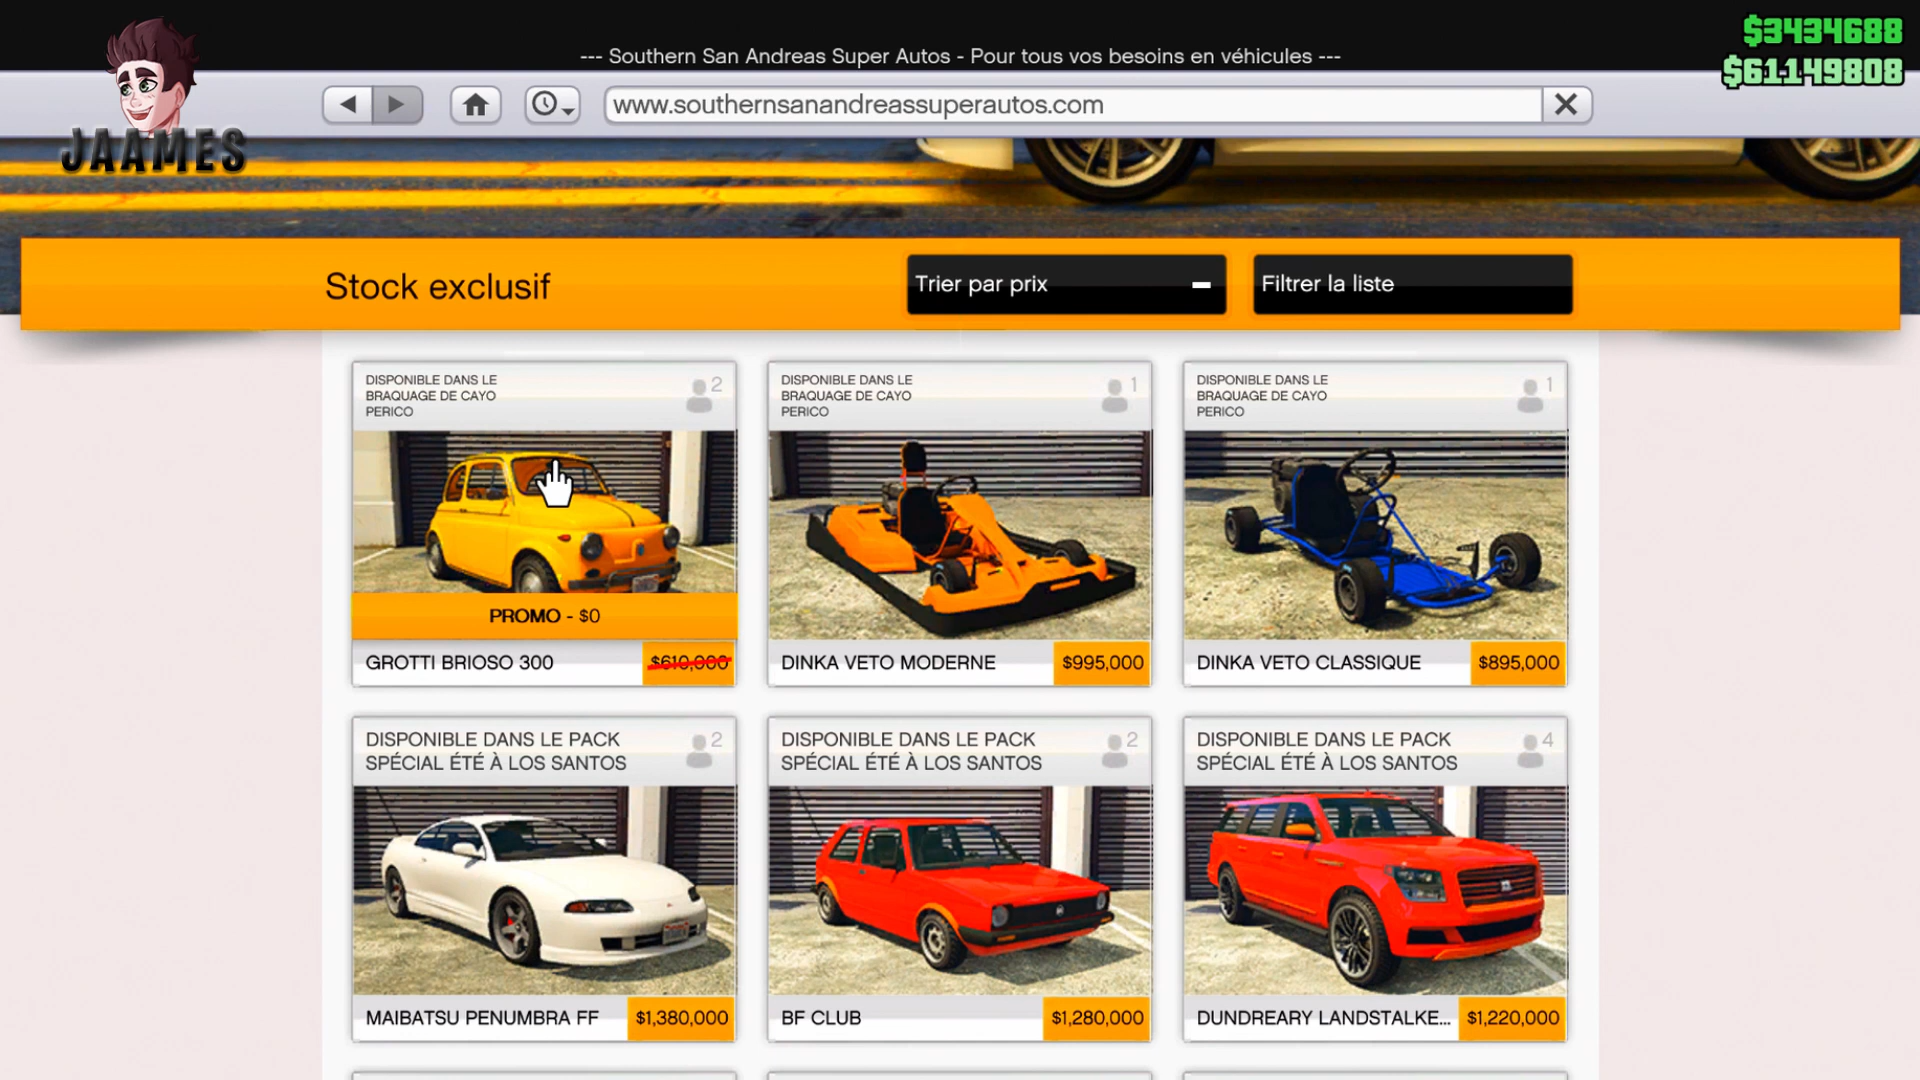 --- Southern San Andreas Super Autos - Pour tous vos besoins en véhicules ---
$3434688
$61149808
www.southernsanandreassuperautos.com
JAAMES
Stock exclusif
Trier par prix
Filtrer la liste
DISPONIBLE DANS LE
BRAQUAGE DE CAYO
PERICO
2
PROMO - $0
GROTTI BRIOSO 300
$610,000
DISPONIBLE DANS LE
BRAQUAGE DE CAYO
PERICO
1
DINKA VETO MODERNE
$995,000
DISPONIBLE DANS LE
BRAQUAGE DE CAYO
PERICO
1
DINKA VETO CLASSIQUE
$895,000
DISPONIBLE DANS LE PACK
SPÉCIAL ÉTÉ À LOS SANTOS
2
MAIBATSU PENUMBRA FF
$1,380,000
DISPONIBLE DANS LE PACK
SPÉCIAL ÉTÉ À LOS SANTOS
2
BF CLUB
$1,280,000
DISPONIBLE DANS LE PACK
SPÉCIAL ÉTÉ À LOS SANTOS
4
DUNDREARY LANDSTALKE...
$1,220,000